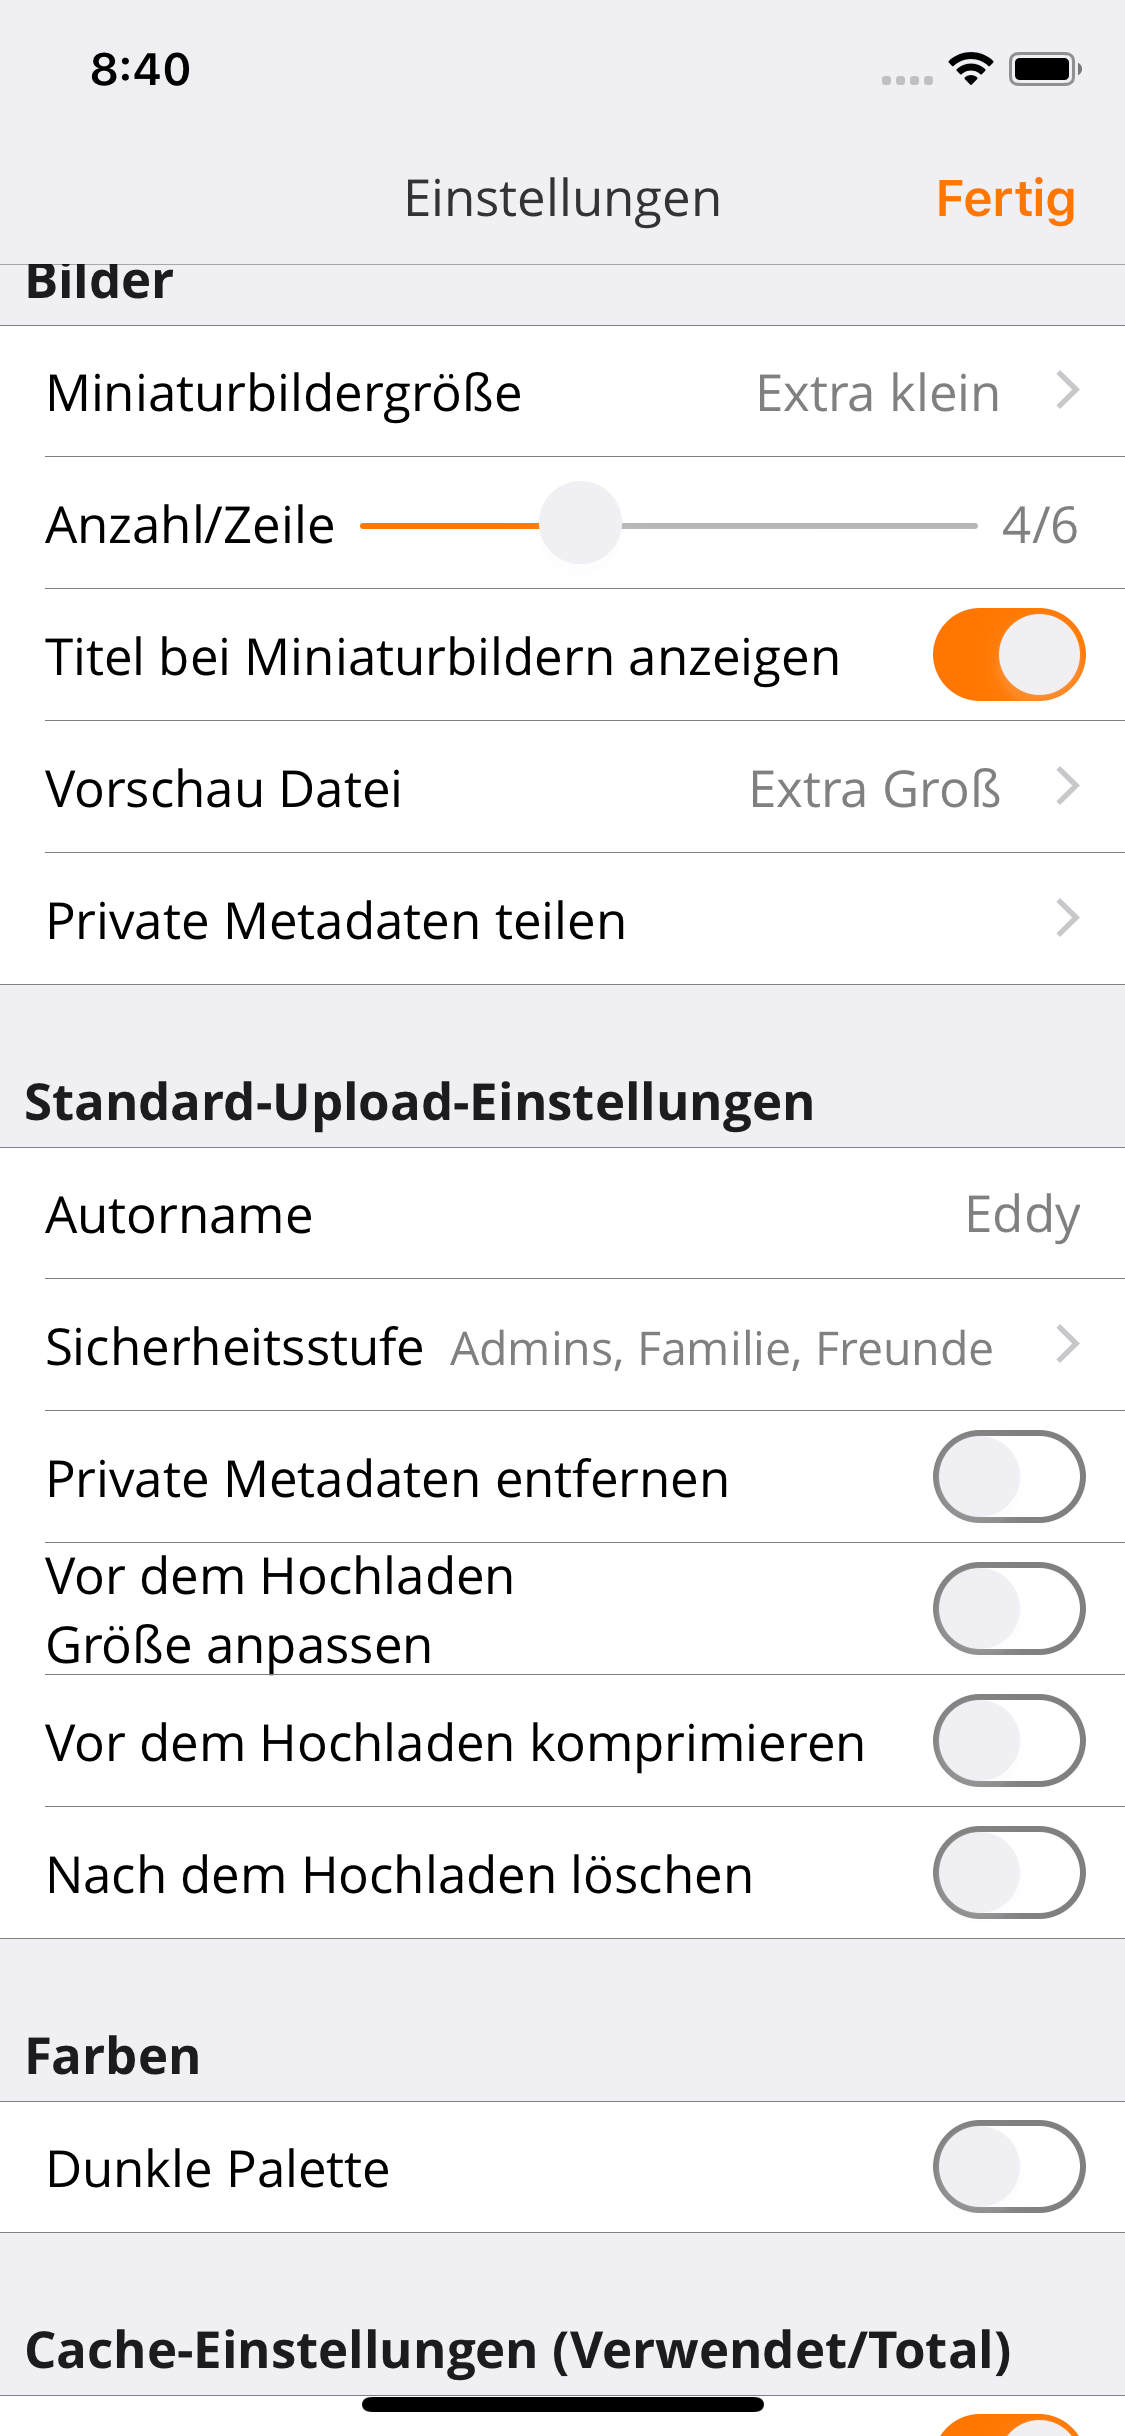 8:40
Einstellungen
Fertig
Bilder
Miniaturbildergröße
Extra klein
Anzahl/Zeile
4/6
Titel bei Miniaturbildern anzeigen
Vorschau Datei
Extra Groß
Private Metadaten teilen
Standard-Upload-Einstellungen
Autorname
Eddy
Sicherheitsstufe
Admins, Familie, Freunde
Private Metadaten entfernen
Vor dem Hochladen
Größe anpassen
Vor dem Hochladen komprimieren
Nach dem Hochladen löschen
Farben
Dunkle Palette
Cache-Einstellungen (Verwendet/Total)